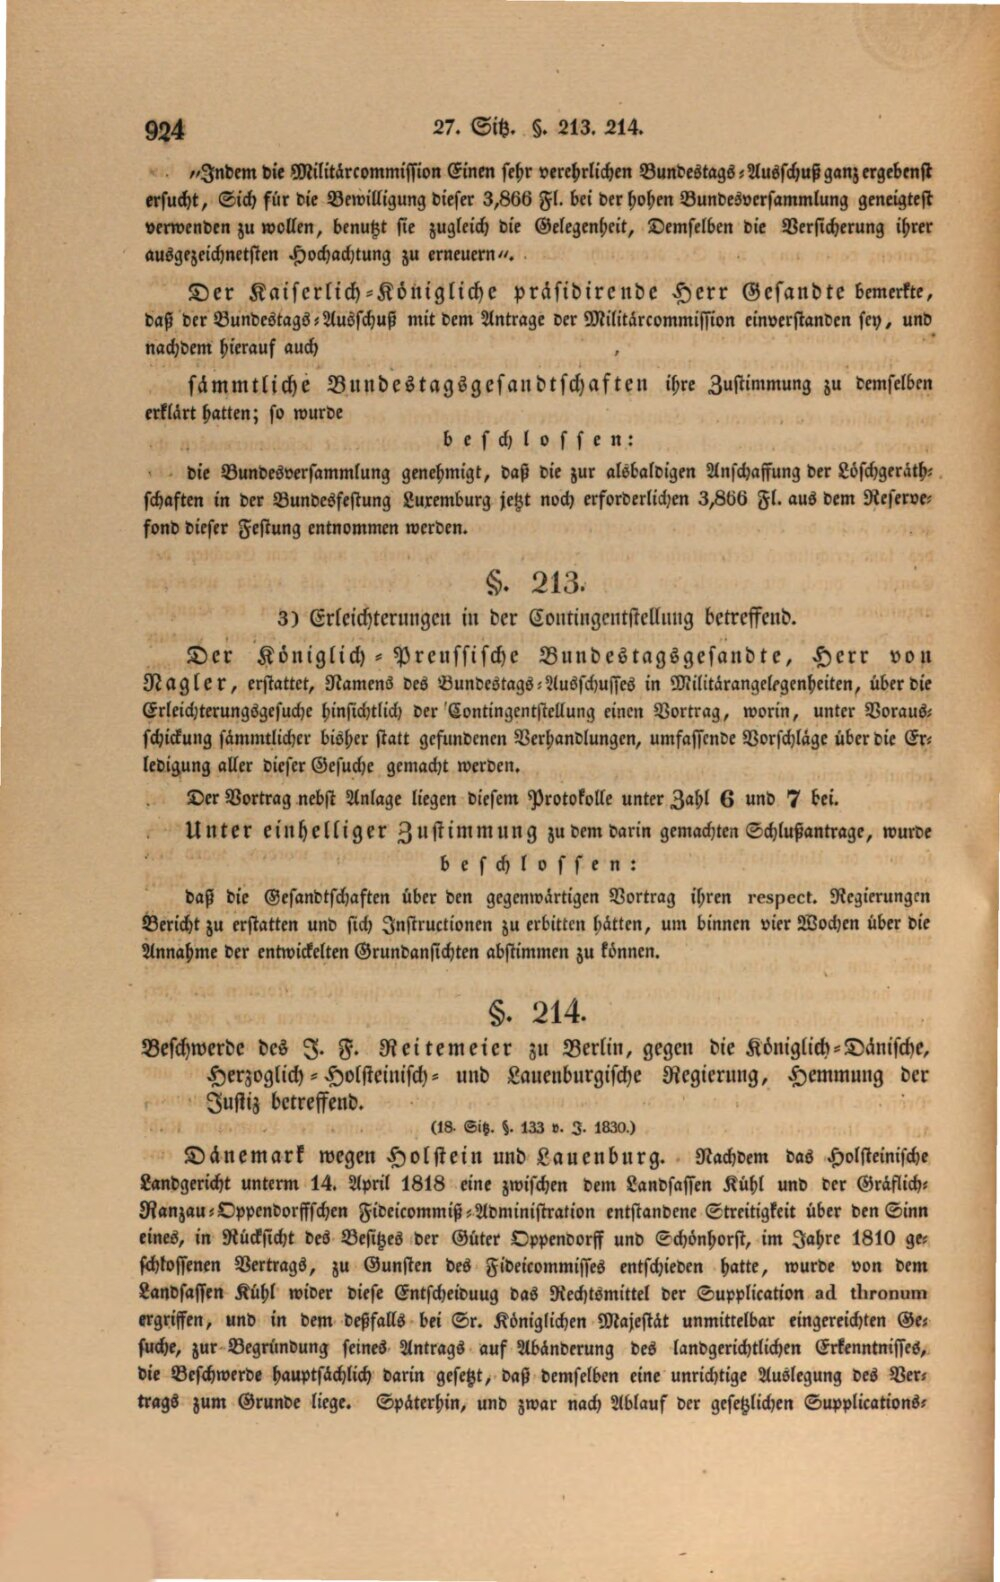 924
27. Sitz. §. 213. 214.
„Indem die Militärcommission Einen sehr verehrlichen Bundestags-Ausschuß ganz ergebenst
ersucht, Sich für die Bewilligung dieser 3,866 Fl. bei der hohen Bundesversammlung geneigtest
verwenden zu wollen, benutzt sie zugleich die Gelegenheit, Demselben die Versicherung ihrer
ausgezeichnetsten Hochachtung zu erneuern“.
Der Kaiserlich-Königliche präsidirende Herr Gesandte bemerkte,
daß der Bundestags-Ausschuß mit dem Antrage der Militärcommission einverstanden sey, und
nachdem hierauf auch
sämmtliche Bundestagsgesandtschaften ihre Zustimmung zu demselben
erklärt hatten; so wurde
beschlossen:
die Bundesversammlung genehmigt, daß die zur alsbaldigen Anschaffung der Löschgeräth-
schaften in der Bundesfestung Luxemburg jetzt noch erforderlichen 3,866 Fl. aus dem Reserve-
fond dieser Festung entnommen werden.
§. 213.
3) Erleichterungen in der Contingentstellung betreffend.
Der Königlich-Preussische Bundestagsgesandte, Herr von
Nagler, erstattet, Namens des Bundestags-Ausschusses in Militärangelegenheiten, über die
Erleichterungsgesuche hinsichtlich der Contingentstellung einen Vortrag, worin, unter Voraus-
schickung sämmtlicher bisher statt gefundenen Verhandlungen, umfassende Vorschläge über die Er-
ledigung aller dieser Gesuche gemacht werden.
Der Vortrag nebst Anlage liegen diesem Protokolle unter Zahl 6 und 7 bei.
Unter einhelliger Zustimmung zu dem darin gemachten Schlußantrage, wurde
beschlossen:
daß die Gesandtschaften über den gegenwärtigen Vortrag ihren respect. Regierungen
Bericht zu erstatten und sich Instructionen zu erbitten hätten, um binnen vier Wochen über die
Annahme der entwickelten Grundansichten abstimmen zu können.
§. 214.
Beschwerde des J. F. Reitemeier zu Berlin, gegen die Königlich-Dänische,
Herzoglich-Holsteinisch- und Lauenburgische Regierung, Hemmung der
Justiz betreffend.
(18. Sitz. §. 133 v. J. 1830.)
Dänemark wegen Holstein und Lauenburg. Nachdem das Holsteinische
Landgericht unterm 14. April 1818 eine zwischen dem Landsassen Kühl und der Gräflich-
Ranzau-Oppendorffschen Fideicommiß-Administration entstandene Streitigkeit über den Sinn
eines, in Rücksicht des Besitzes der Güter Oppendorff und Schönhorst, im Jahre 1810 ge-
schlossenen Vertrags, zu Gunsten des Fideicommisses entschieden hatte, wurde von dem
Landsassen Kühl wider diese Entscheidung das Rechtsmittel der Supplication ad thronum
ergriffen, und in dem deßfalls bei Sr. Königlichen Majestät unmittelbar eingereichten Ge-
suche, zur Begründung seines Antrags auf Abänderung des landgerichtlichen Erkenntnisses,
die Beschwerde hauptsächlich darin gesetzt, daß demselben eine unrichtige Auslegung des Ver-
trags zum Grunde liege. Späterhin, und zwar nach Ablauf der gesetzlichen Supplications-